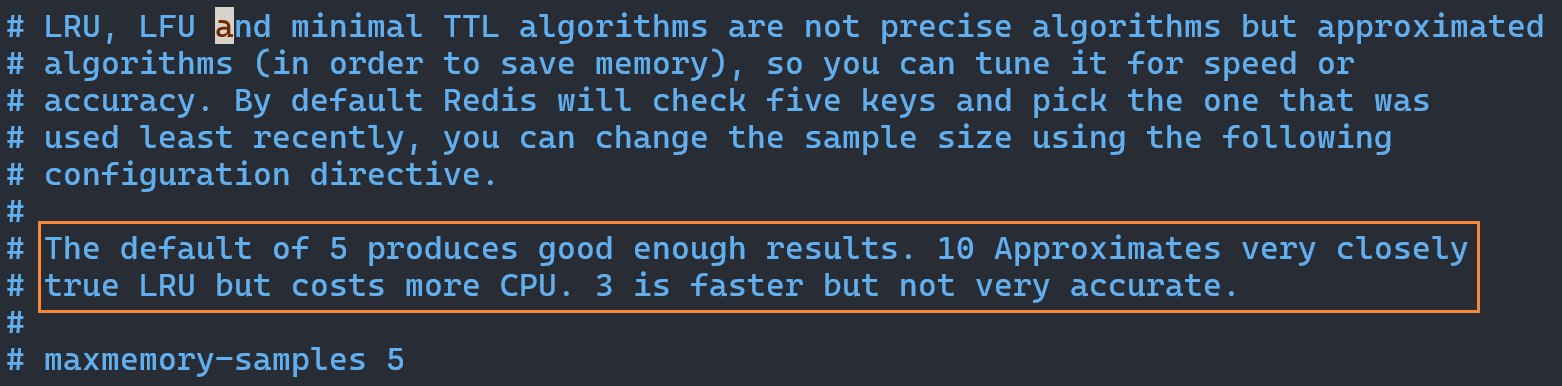 # LRU, LFU and minimal TTL algorithms are not precise algorithms but approximated
# algorithms (in order to save memory), so you can tune it for speed or
# accuracy. By default Redis will check five keys and pick the one that was
# used least recently, you can change the sample size using the following
# configuration directive.
#
# The default of 5 produces good enough results. 10 Approximates very closely
# true LRU but costs more CPU. 3 is faster but not very accurate.
#
# maxmemory-samples 5